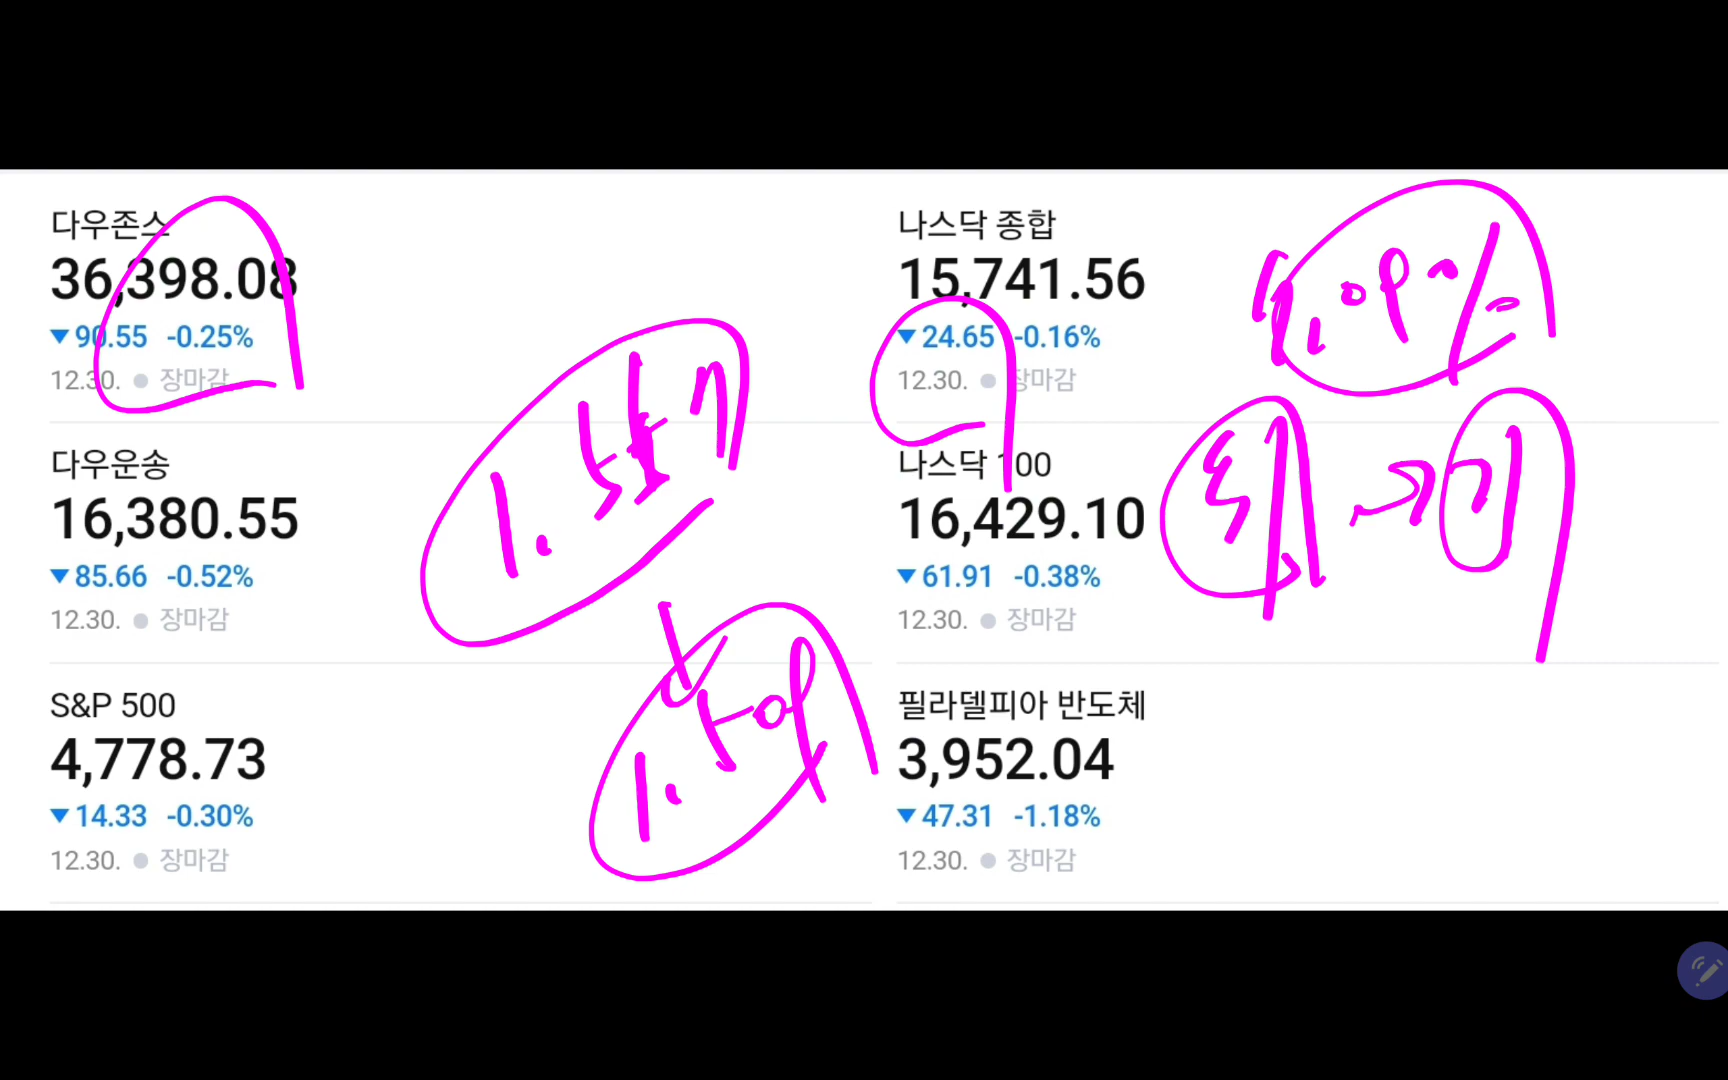 다우존스
36,398.08
▼90.55 -0.25%
12.30. 장마감
나스닥 종합
15,741.56
▼24.65 -0.16%
12.30. 장마감
다우운송
16,380.55
▼85.66 -0.52%
12.30. 장마감
나스닥 100
16,429.10
▼61.91 -0.38%
12.30. 장마감
S&P 500
4,778.73
▼14.33 -0.30%
12.30. 장마감
필라델피아 반도체
3,952.04
▼47.31 -1.18%
12.30. 장마감